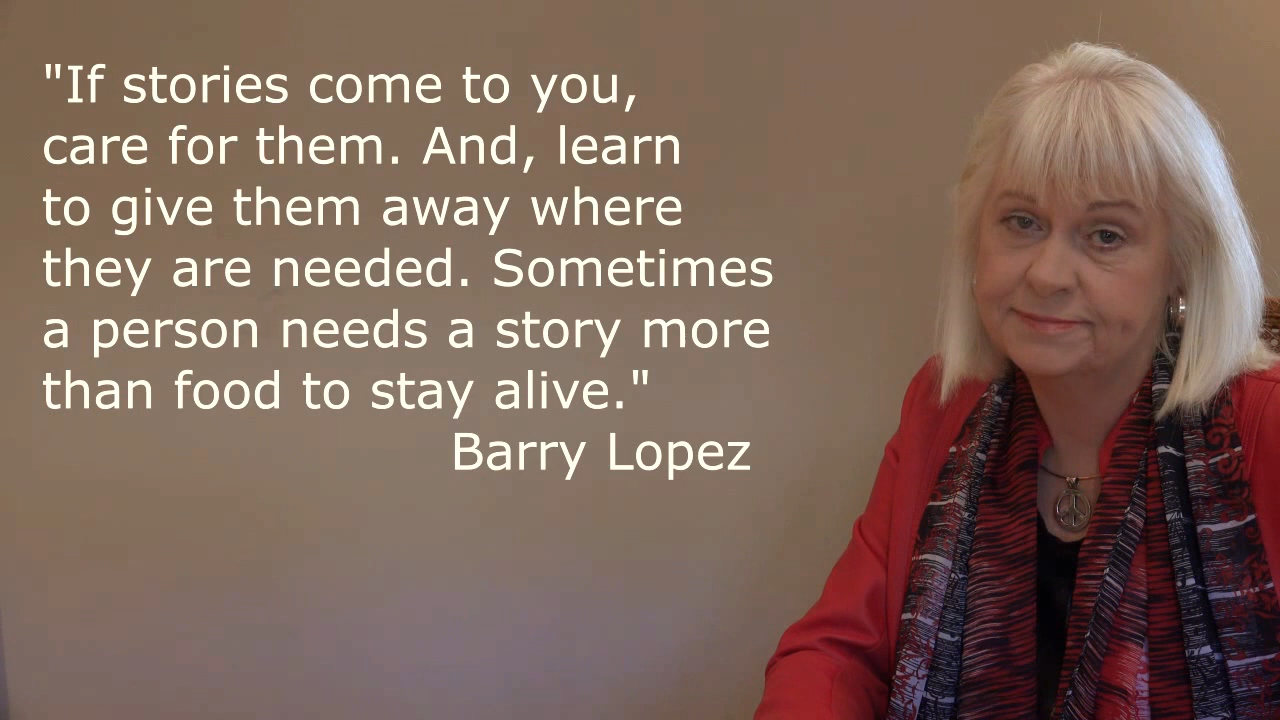 "If stories come to you,
care for them. And, learn
to give them away where
they are needed. Sometimes
a person needs a story more
than food to stay alive."
Barry Lopez